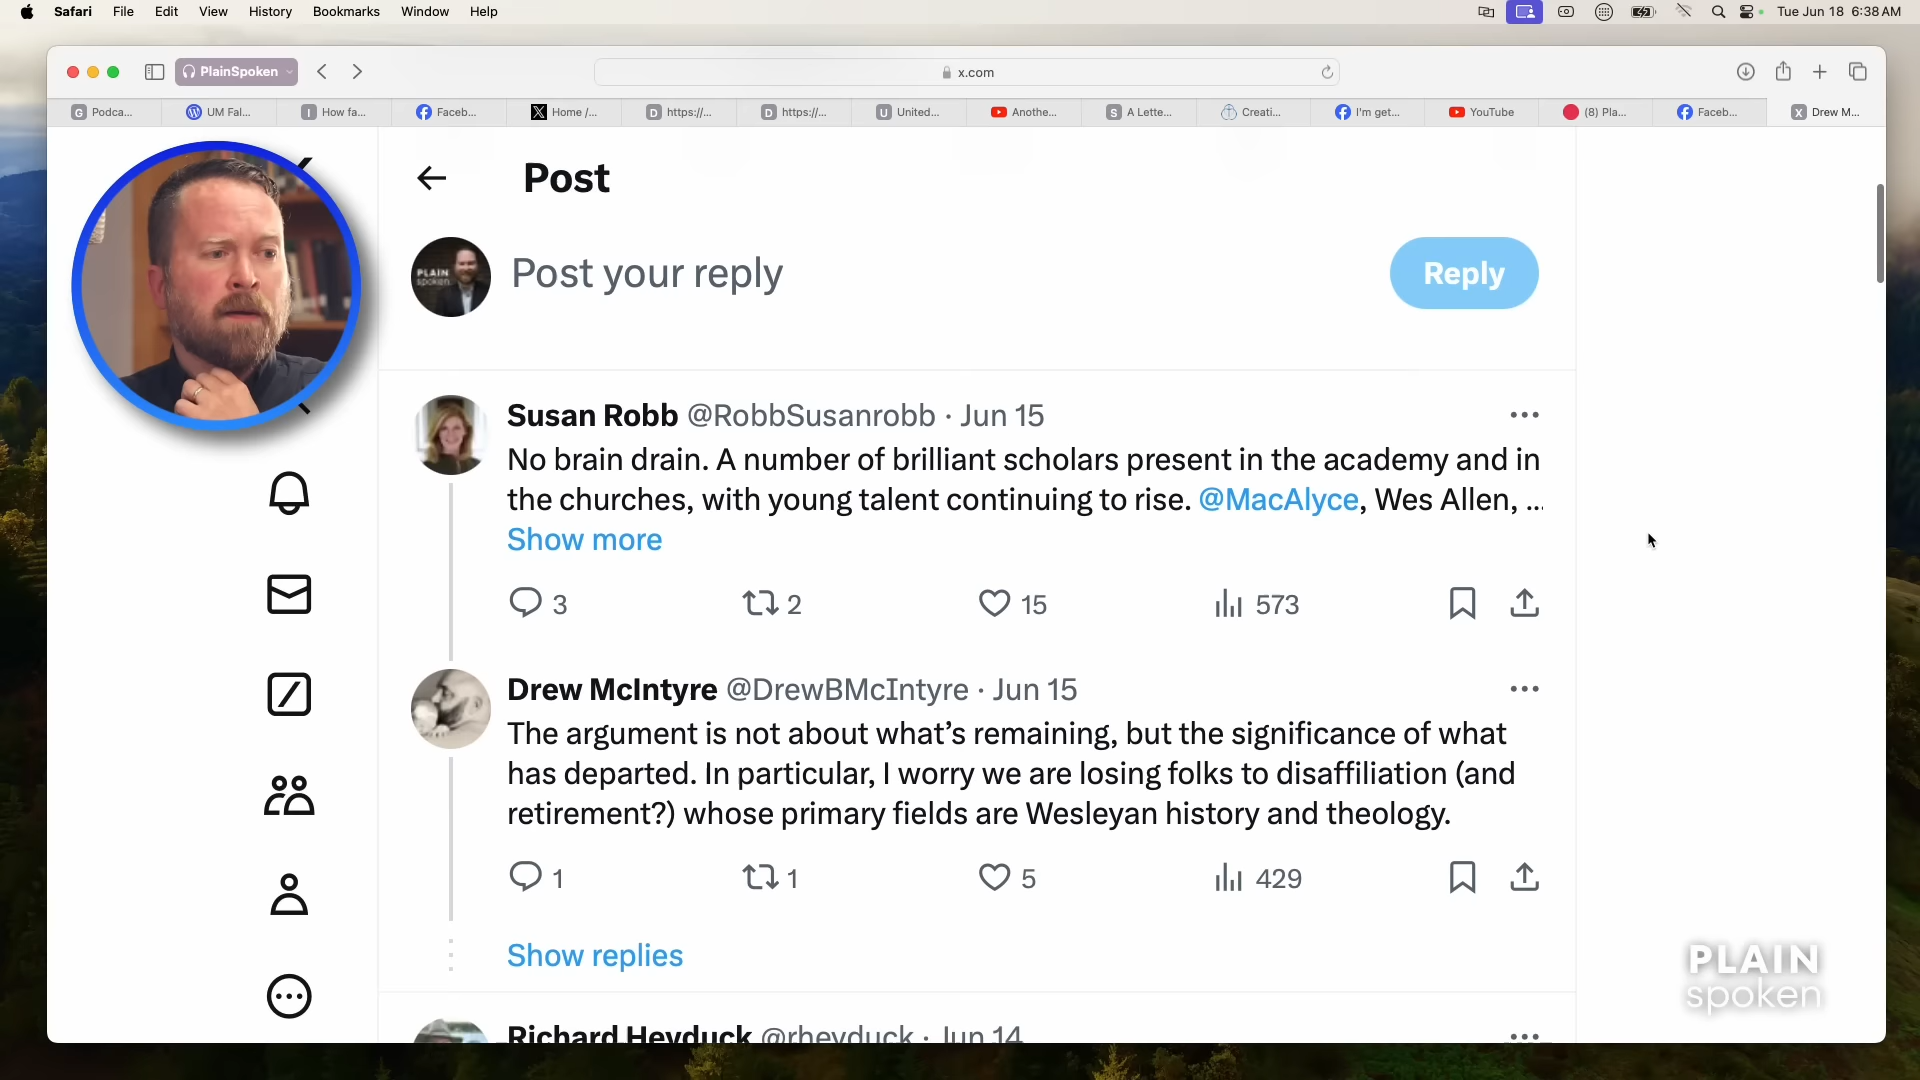 Safari File Edit View History Bookmarks Window Help
Tue Jun 18 6:38 AM
PlainSpoken
x.com
G Podca... UM Fal... I How fa... Faceb... X Home /... D https://... D https://... U United... Anothe... S A Lette... Creati... I'm get... YouTube (8) Pla... Faceb... X Drew M...
Post
PLAIN
spoken
Post your reply
Reply
Susan Robb @RobbSusanrobb · Jun 15
No brain drain. A number of brilliant scholars present in the academy and in
the churches, with young talent continuing to rise. @MacAlyce, Wes Allen, ...
Show more
3 2 15 573
Drew McIntyre @DrewBMcIntyre · Jun 15
The argument is not about what’s remaining, but the significance of what
has departed. In particular, I worry we are losing folks to disaffiliation (and
retirement?) whose primary fields are Wesleyan history and theology.
1 1 5 429
Show replies
Richard Heyduck @rheyduck · Jun 14
PLAIN
spoken